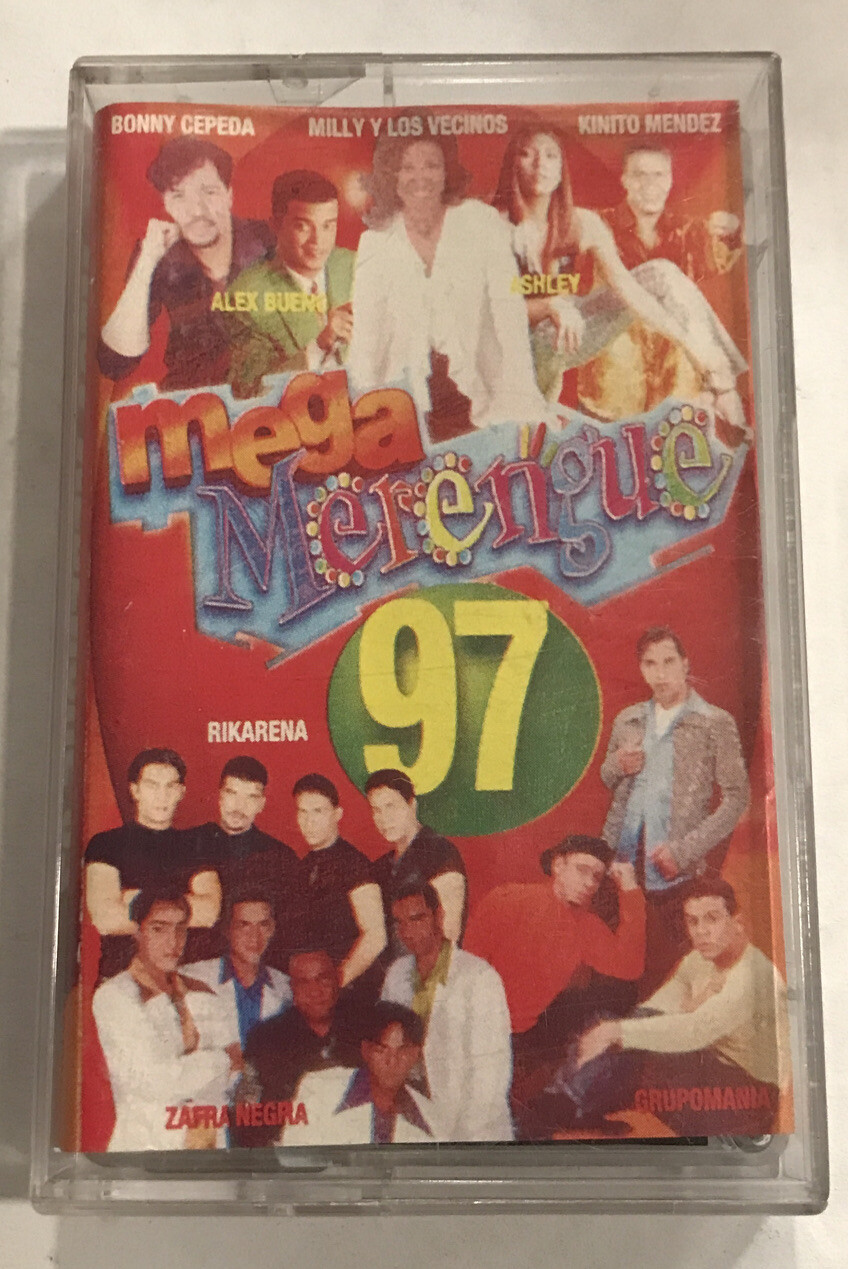 BONNY CEPEDA MILLY Y LOS VECINOS KINITO MENDEZ
ALEX BUENO ASHLEY
mega
Merengue
97
RIKARENA
ZAFRA NEGRA GRUPOMANIA